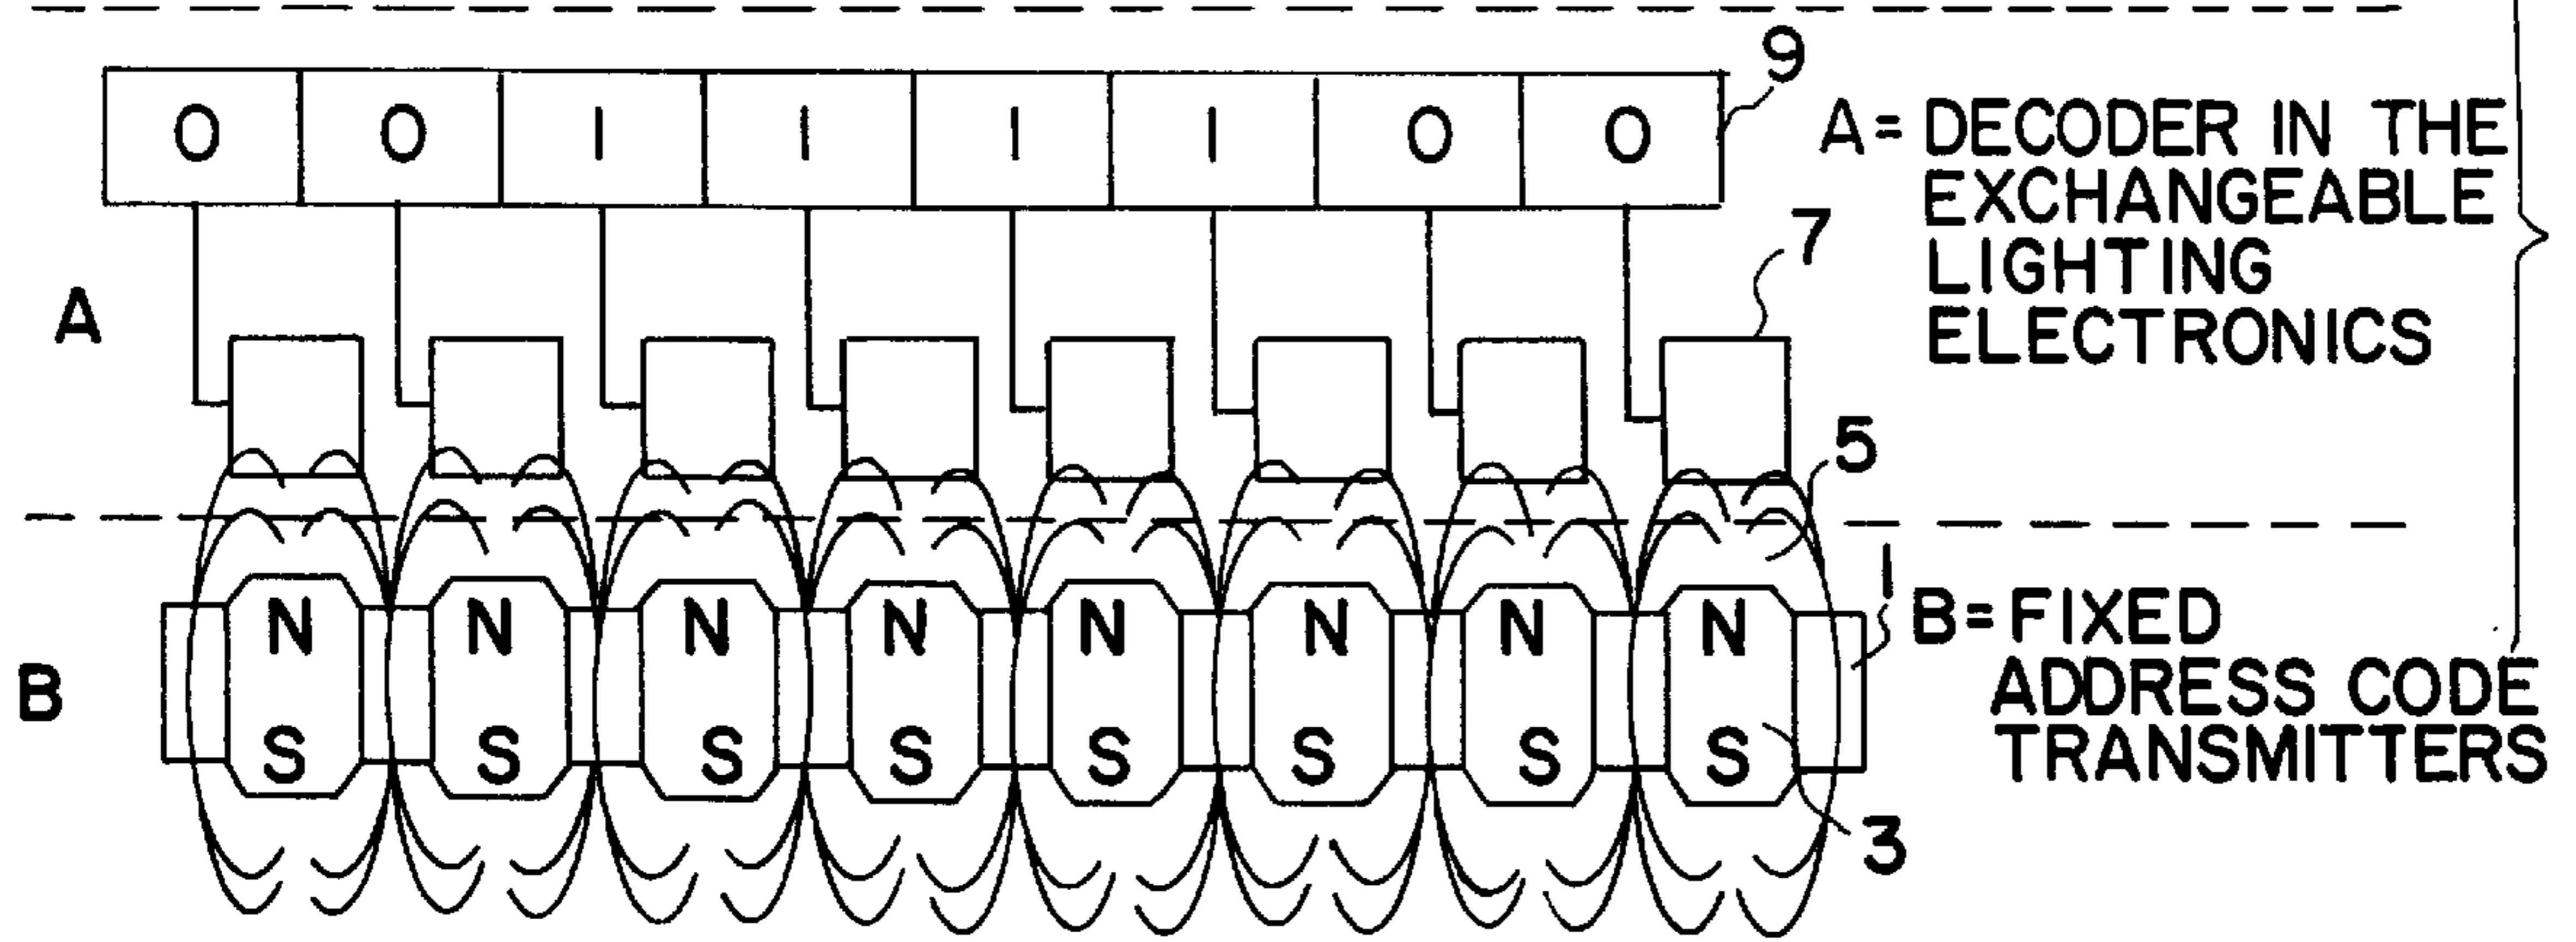 9
0 0 1 1 1 1 0 0
A= DECODER IN THE
EXCHANGEABLE
LIGHTING
ELECTRONICS
7
A
5
1
N N N N N N N N
B= FIXED
ADDRESS CODE
TRANSMITTERS
B
S S S S S S S S
3